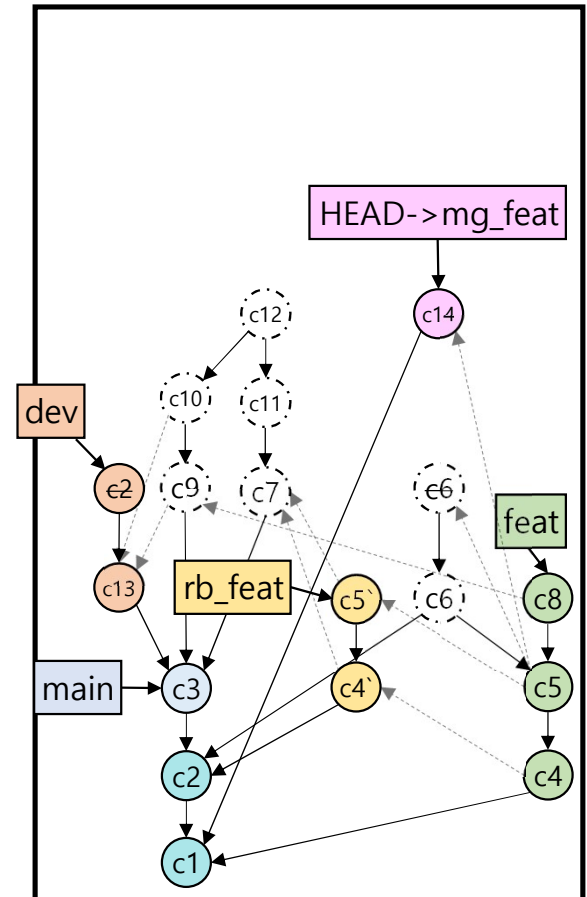 HEAD->mg_feat
c12
c14
c10
c11
dev
c2
c9
c7
c6
feat
c13
rb_feat
c5`
c6
c8
main
c3
c4`
c5
c2
c4
c1